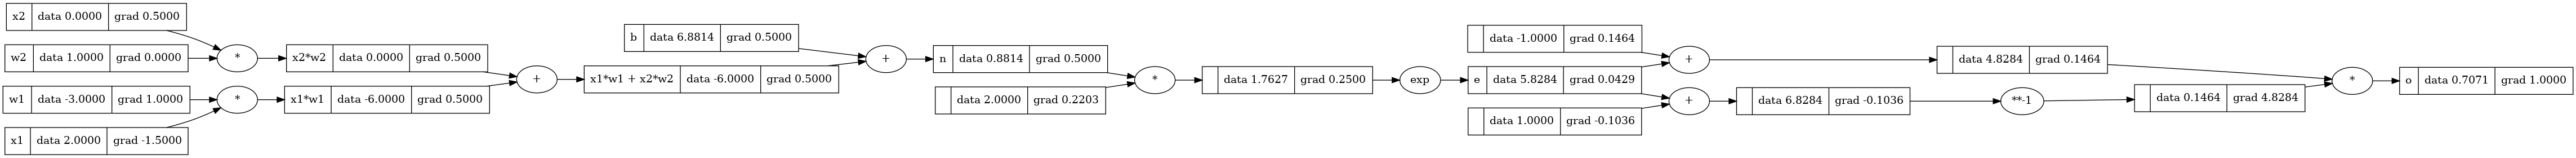 x2 data 0.0000 grad 0.5000
w2 data 1.0000 grad 0.0000
*
w1 data -3.0000 grad 1.0000
x1 data 2.0000 grad -1.5000
*
x2*w2 data 0.0000 grad 0.5000
x1*w1 data -6.0000 grad 0.5000
+
b data 6.8814 grad 0.5000
x1*w1 + x2*w2 data -6.0000 grad 0.5000
+
n data 0.8814 grad 0.5000
data 2.0000 grad 0.2203
*
data 1.7627 grad 0.2500
exp
data -1.0000 grad 0.1464
e data 5.8284 grad 0.0429
data 1.0000 grad -0.1036
+
+
data 6.8284 grad -0.1036
**-1
data 4.8284 grad 0.1464
data 0.1464 grad 4.8284
*
o data 0.7071 grad 1.0000